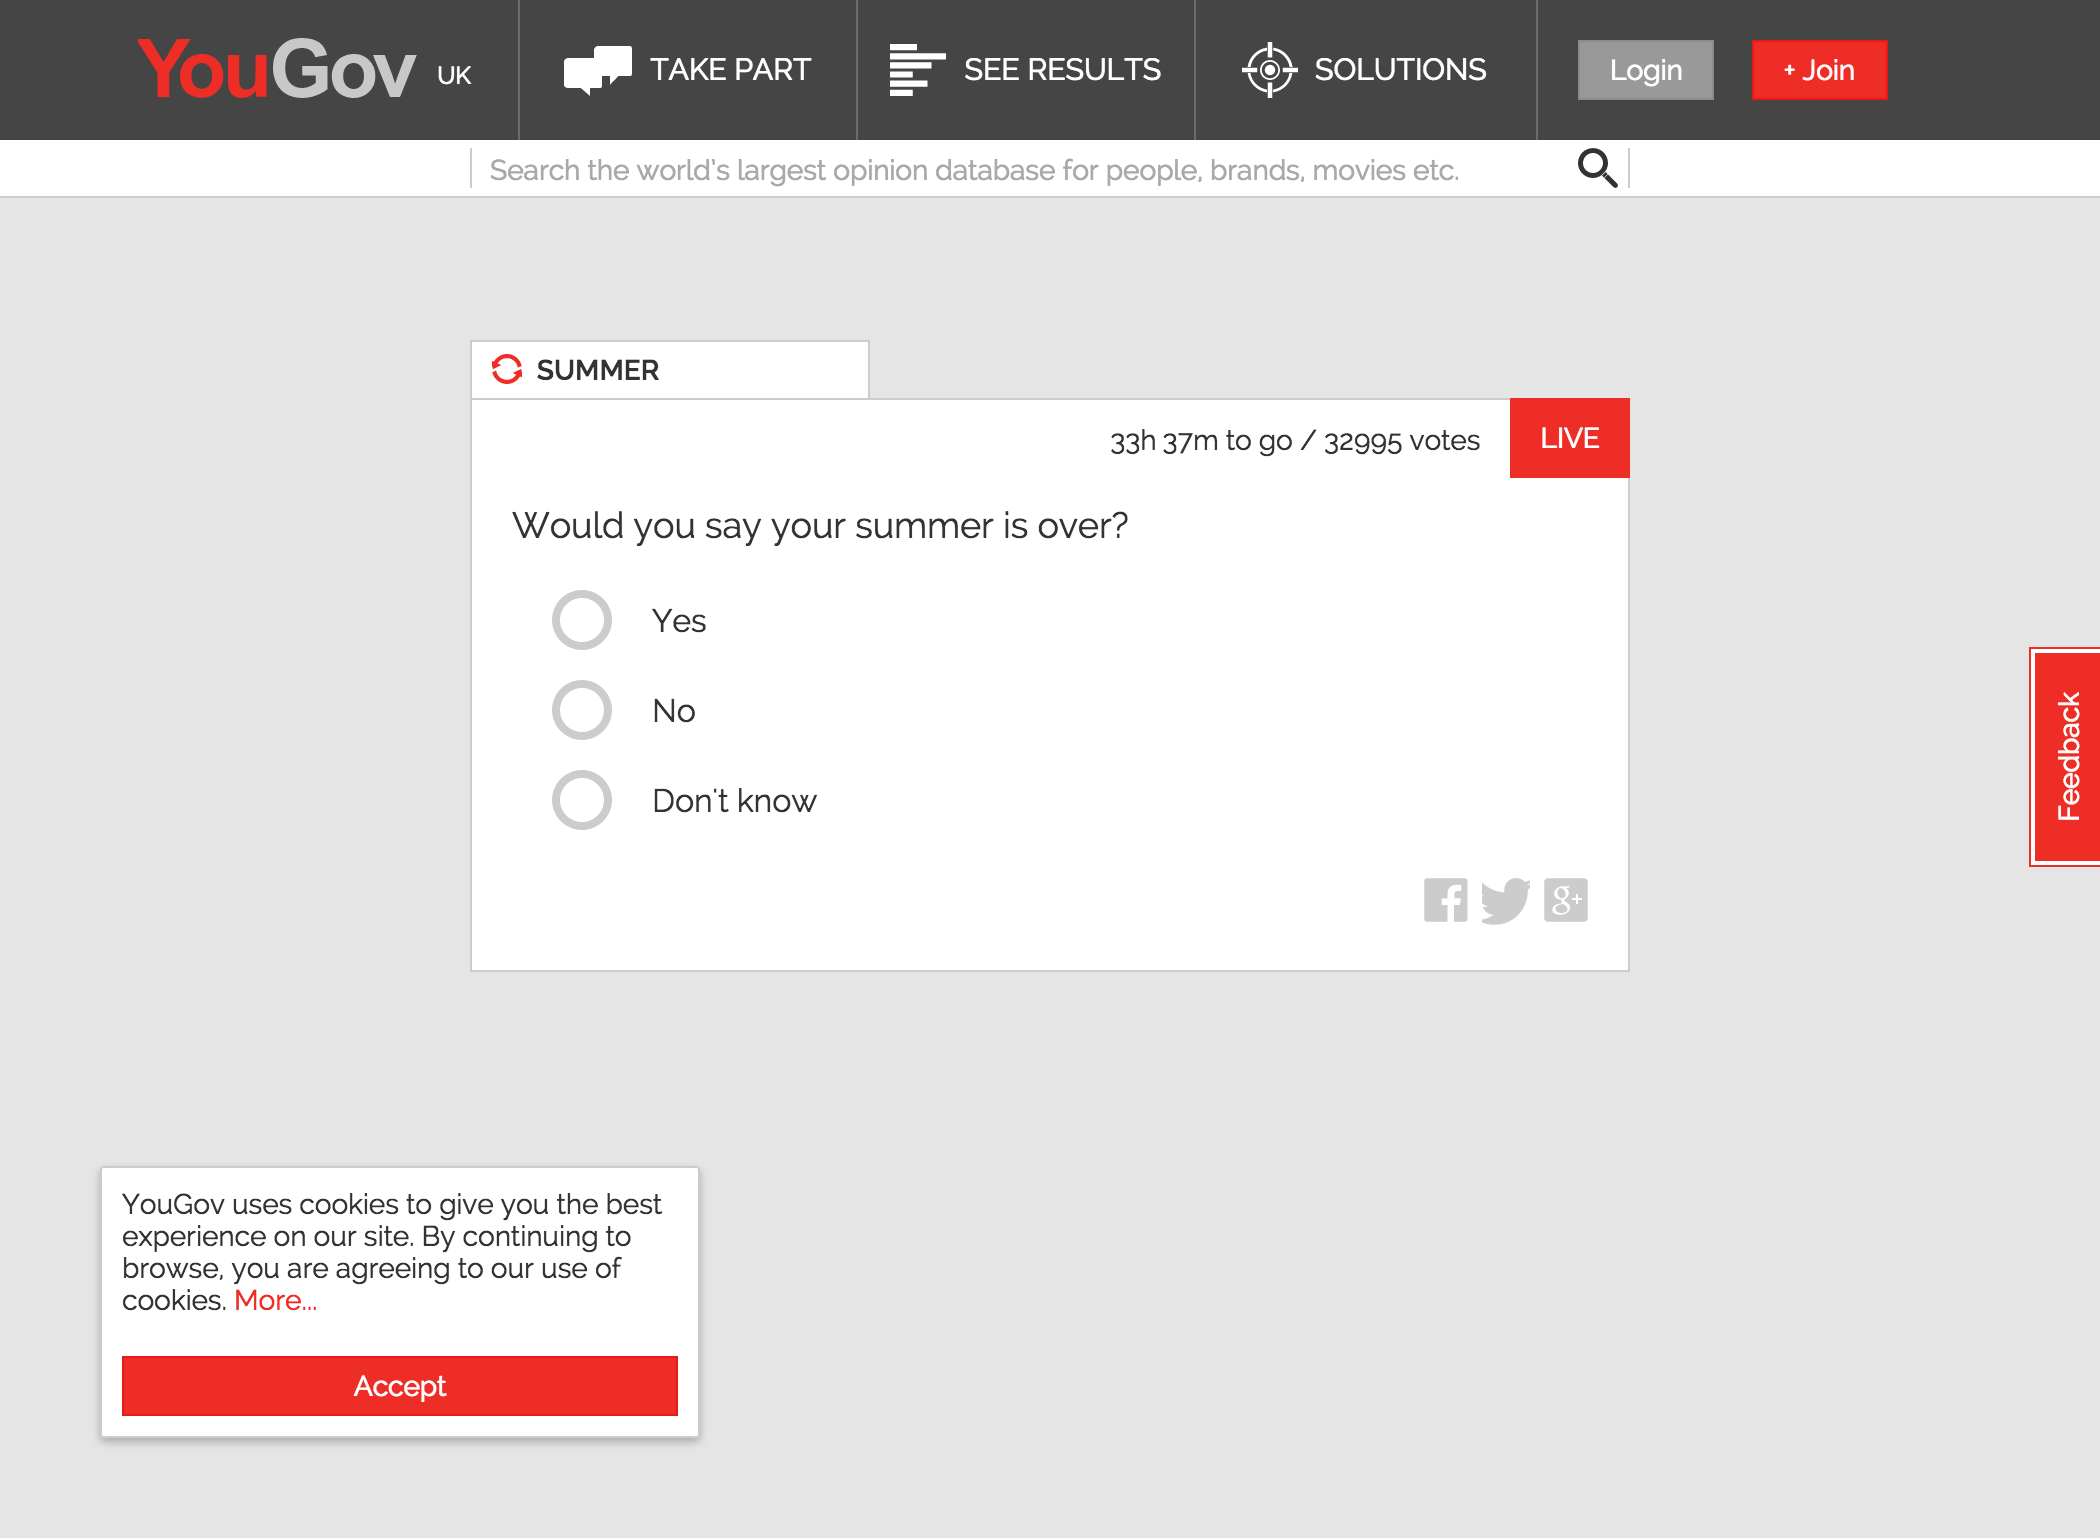 YouGov UK
TAKE PART
SEE RESULTS
SOLUTIONS
Login
+ Join
Search the world's largest opinion database for people, brands, movies etc.
SUMMER
33h 37m to go / 32995 votes
LIVE
Would you say your summer is over?
Yes
No
Don't know
f
g+
Feedback
YouGov uses cookies to give you the best
experience on our site. By continuing to
browse, you are agreeing to our use of
cookies. More...
Accept